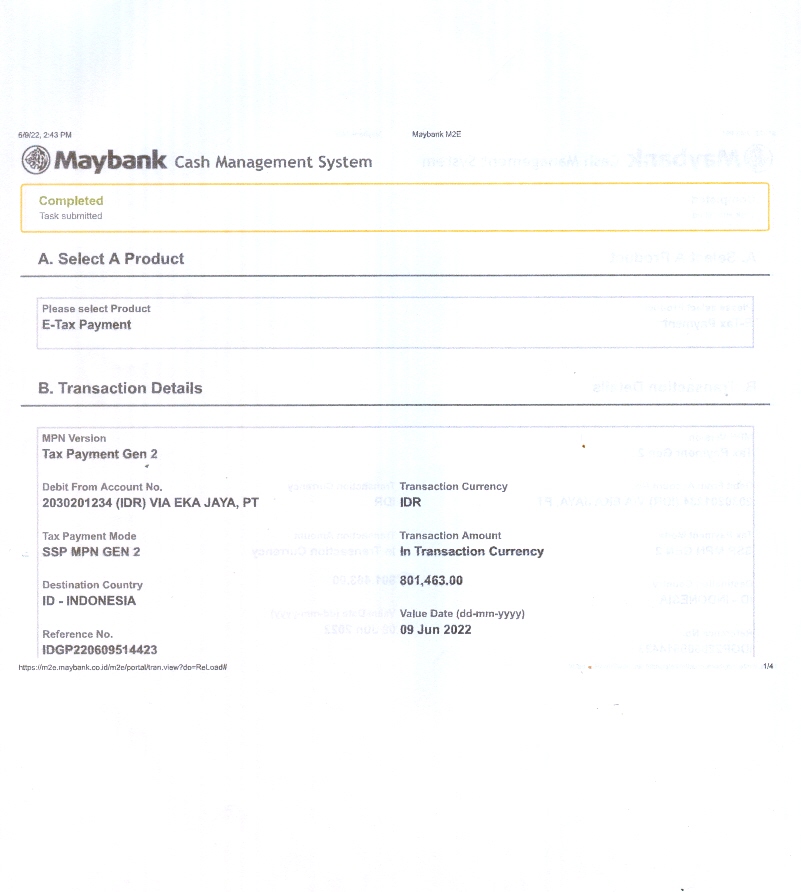 6/9/22, 2:43 PM
Maybank M2E
Maybank Cash Management System
Completed
Task submitted
A. Select A Product
Please select Product
E-Tax Payment
B. Transaction Details
MPN Version
Tax Payment Gen 2
Debit From Account No.
2030201234 (IDR) VIA EKA JAYA, PT
Transaction Currency
IDR
Tax Payment Mode
SSP MPN GEN 2
Transaction Amount
In Transaction Currency
801,463.00
Destination Country
ID - INDONESIA
Value Date (dd-mm-yyyy)
09 Jun 2022
Reference No.
IDGP220609514423
https://m2e.maybank.co.id/m2e/portal/tran.view?do=ReLoad#
1/4